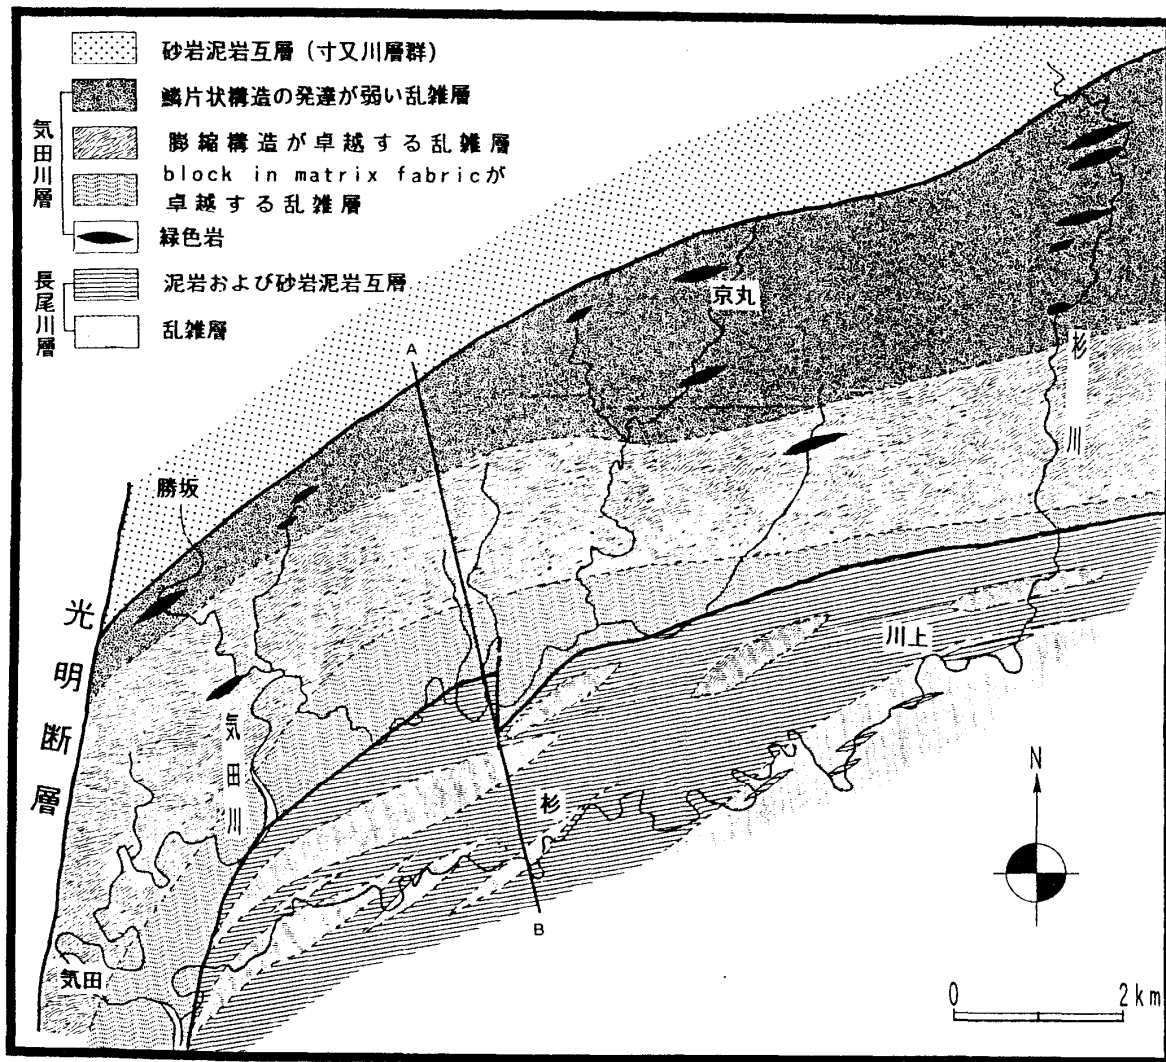 砂岩泥岩互層 (寸又川層群)
気田川層
鱗片状構造の発達が弱い乱雑層
膨縮構造が卓越する乱雑層
block in matrix fabricが
卓越する乱雑層
緑色岩
長尾川層
泥岩および砂岩泥岩互層
乱雑層
A
京丸
杉川
勝坂
光明断層
川上
気田川
杉
N
B
気田
0 2km